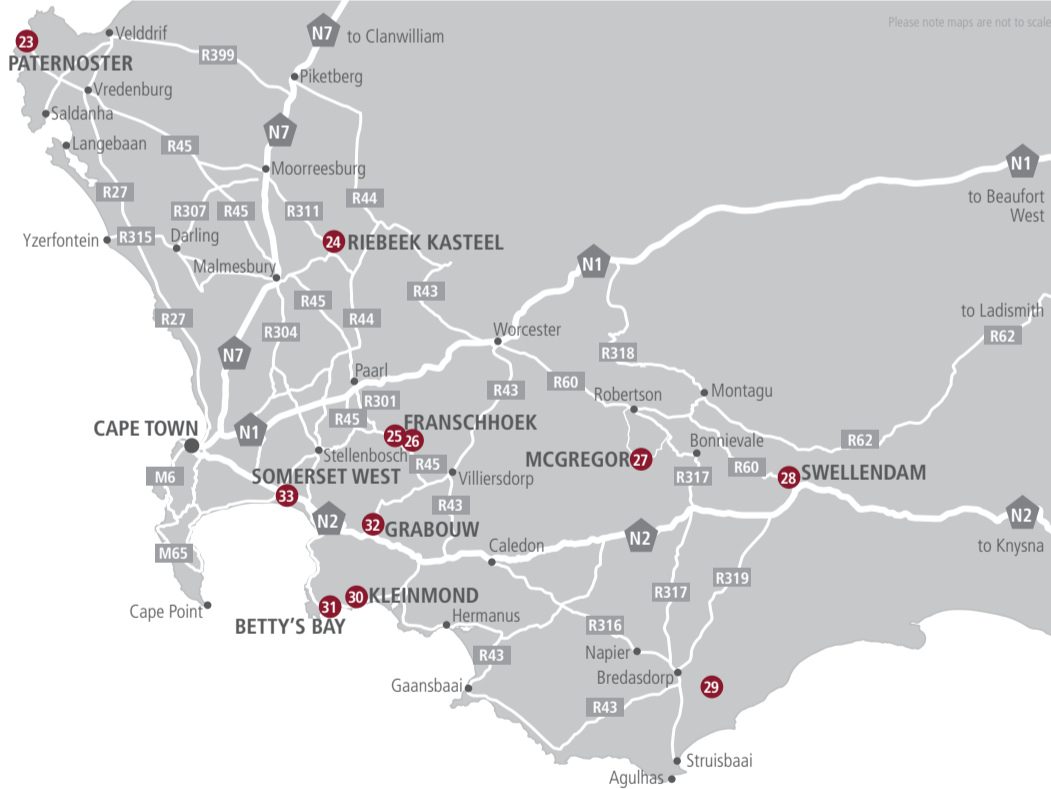 Please note maps are not to scale
N7
to Clanwilliam
Velddrif
23
PATERNOSTER
R399
Piketberg
Vredenburg
Saldanha
N7
Langebaan
R45
N1
Moorreesburg
R27
R44
to Beaufort
West
R307
R45
R311
Yzerfontein
R315
Darling
24
RIEBEEK KASTEEL
Malmesbury
N1
R43
R45
to Ladismith
R27
R304
R44
Worcester
R62
N7
R318
Paarl
R60
R43
Montagu
R301
Robertson
R45
FRANSCHHOEK
25
26
CAPE TOWN
N1
Bonnievale
R62
Stellenbosch
MCGREGOR
27
R45
R60
SOMERSET WEST
M6
Villiersdorp
R317
28
SWELLENDAM
33
R43
N2
32
GRABOUW
N2
N2
to Knysna
M65
Caledon
R319
R317
30
KLEINMOND
31
Cape Point
Hermanus
BETTY'S BAY
R316
Napier
R43
Bredasdorp
Gaansbaai
29
R43
Struisbaai
Agulhas